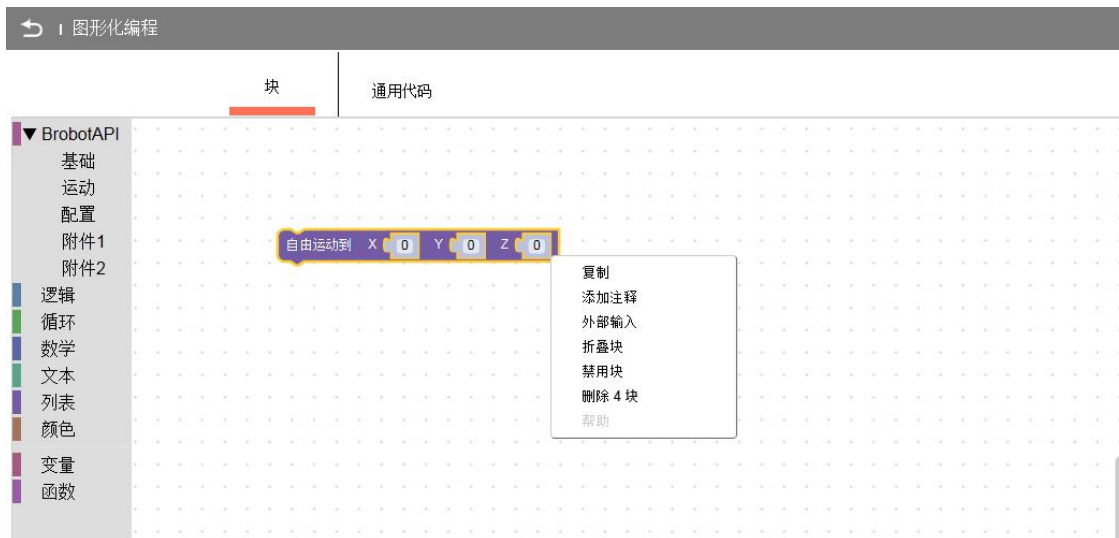 图形化编程
块
通用代码
BrobotAPI
基础
运动
配置
附件1
附件2
逻辑
循环
数学
文本
列表
颜色
变量
函数
自由运动到 X 0 Y 0 Z 0
复制
添加注释
外部输入
折叠块
禁用块
删除 4 块
帮助